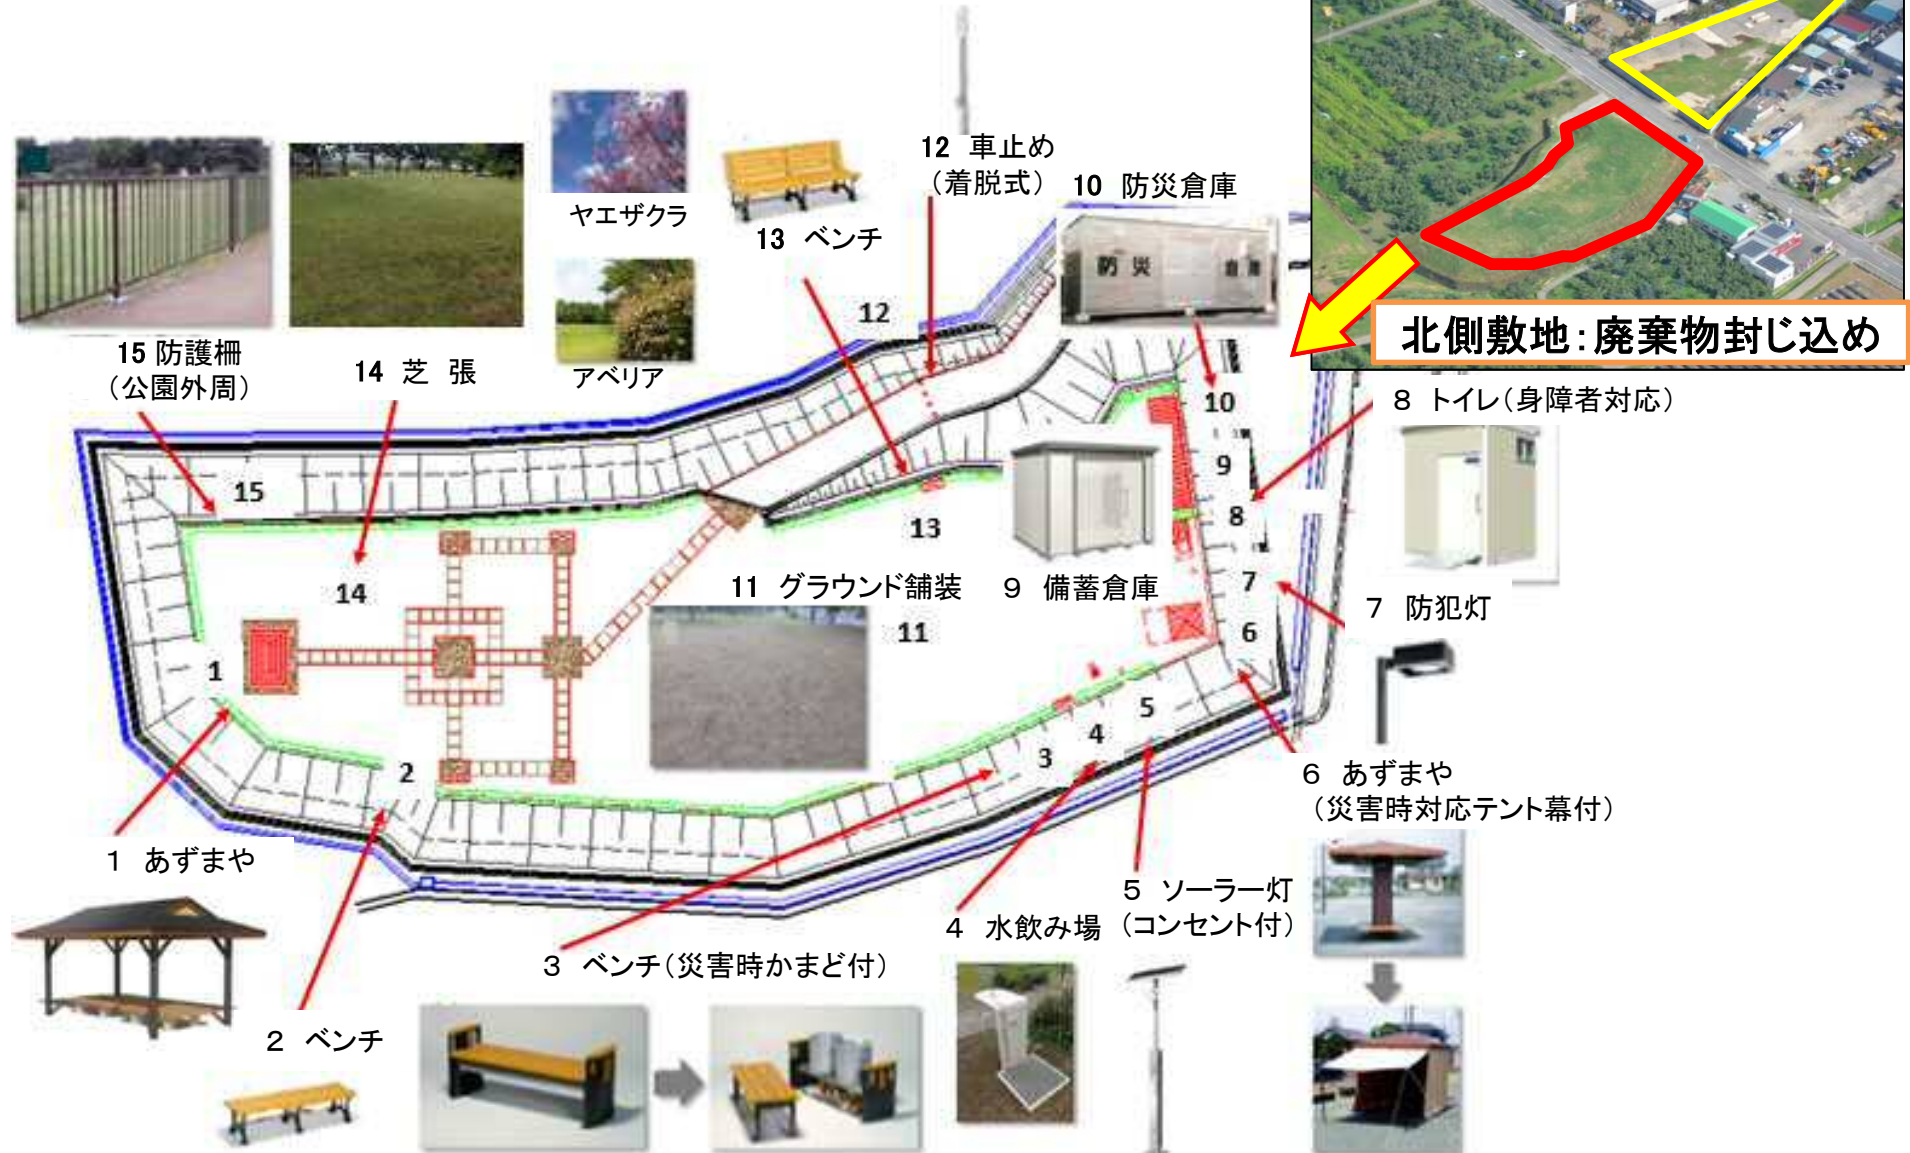 ヤエザクラ
アベリア
12 車止め
（着脱式）
10 防災倉庫
防災 倉庫
13 ベンチ
15 防護柵
（公園外周）
14 芝 張
北側敷地：廃棄物封じ込め
8 トイレ（身障者対応）
12
10
9
8
7
6
15
14
13
11 グラウンド舗装
9 備蓄倉庫
11
7 防犯灯
1
2
3
4
5
6 あずまや
（災害時対応テント幕付）
1 あずまや
5 ソーラー灯
（コンセント付）
4 水飲み場
3 ベンチ（災害時かまど付）
2 ベンチ